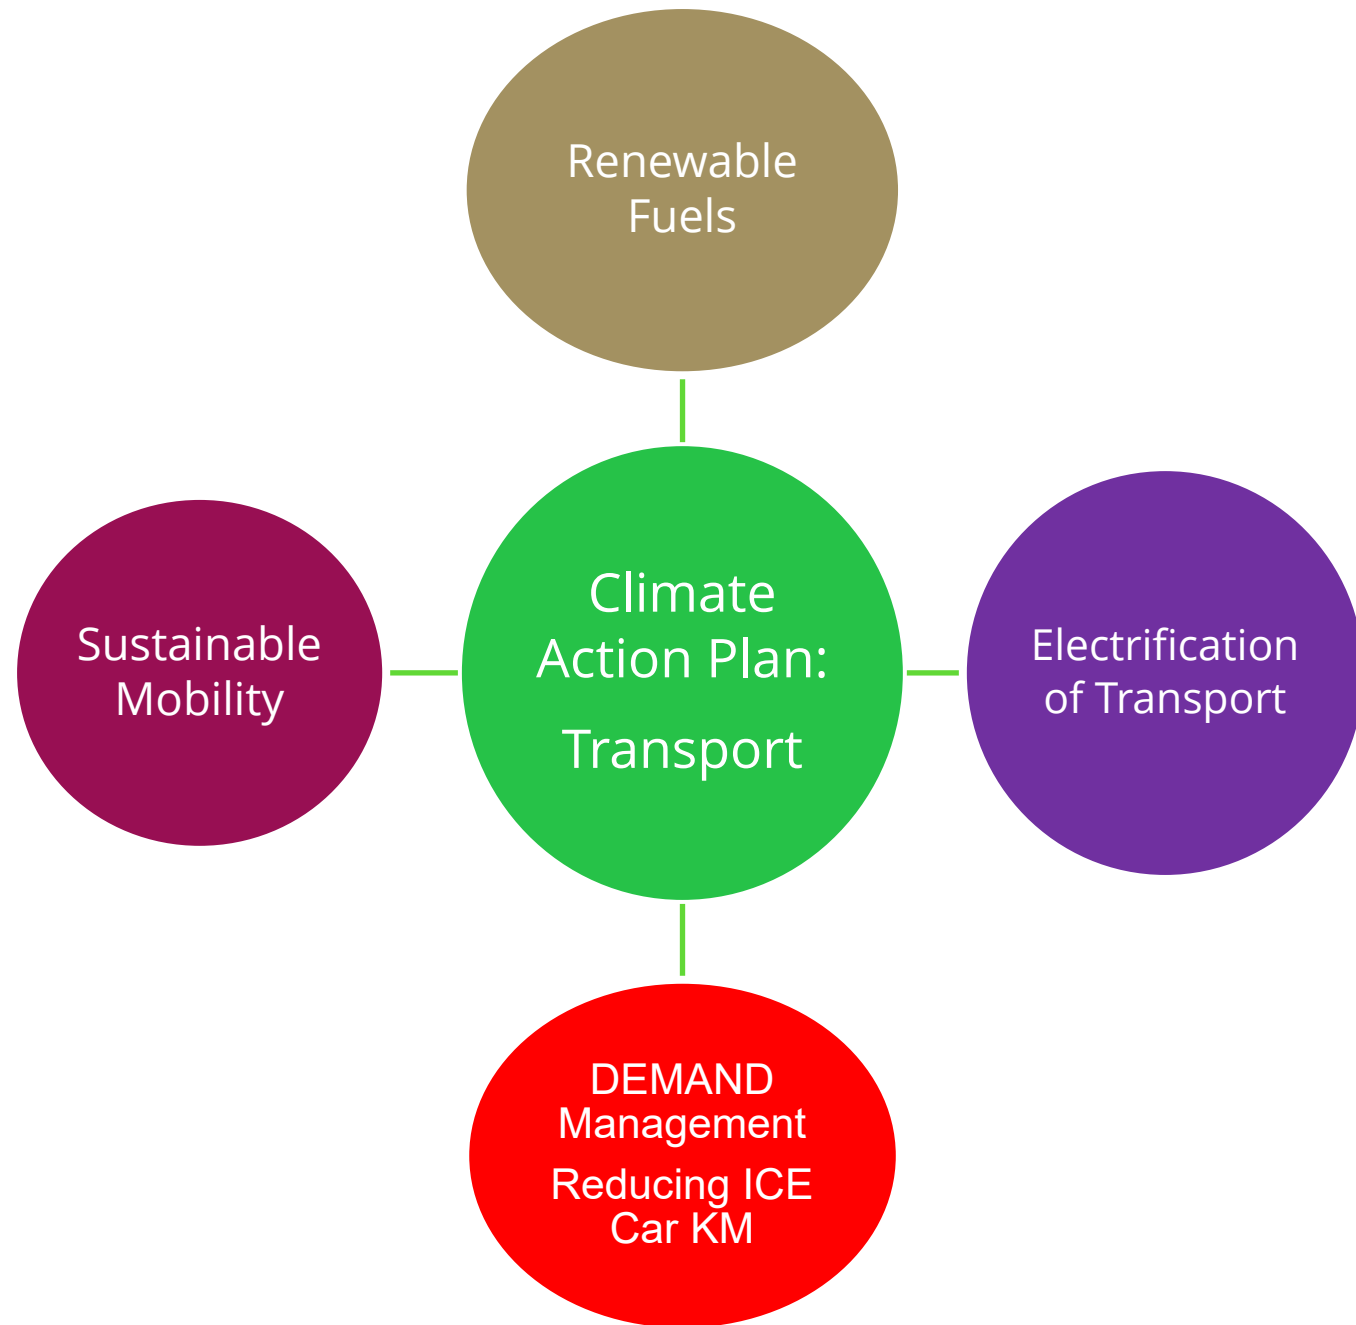 Renewable
Fuels
Sustainable
Mobility
Climate
Action Plan:
Transport
Electrification
of Transport
DEMAND
Management
Reducing ICE
Car KM